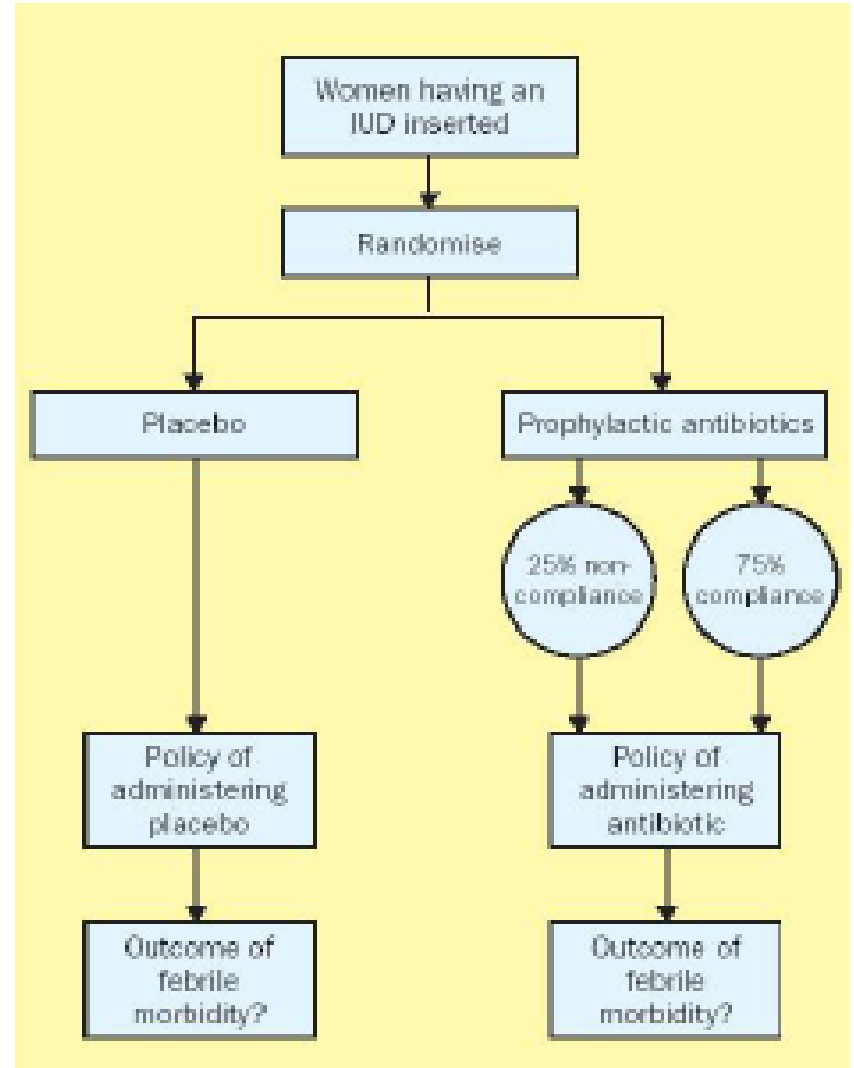 Women having an
IUD inserted
Randomise
Placebo
Prophylactic antibiotics
25% non-
compliance
75%
compliance
Policy of
administering
placebo
Policy of
administering
antibiotic
Outcome of
febrile
morbidity?
Outcome of
febrile
morbidity?